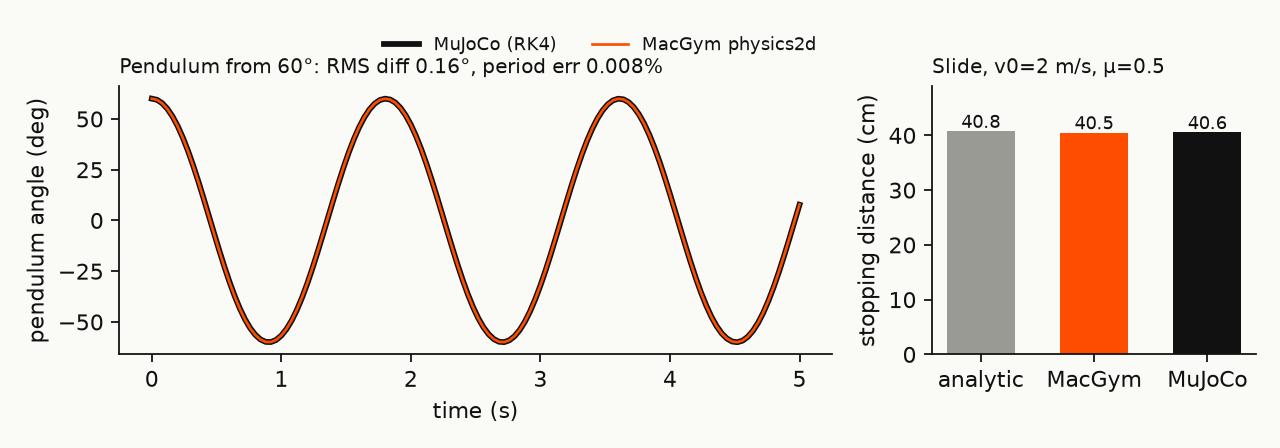 MuJoCo (RK4) MacGym physics2d
Pendulum from 60°: RMS diff 0.16°, period err 0.008%
pendulum angle (deg)
50
25
0
−25
−50
0 1 2 3 4 5
time (s)
Slide, v0=2 m/s, μ=0.5
stopping distance (cm)
40
30
20
10
0
40.8 40.5 40.6
analytic MacGym MuJoCo